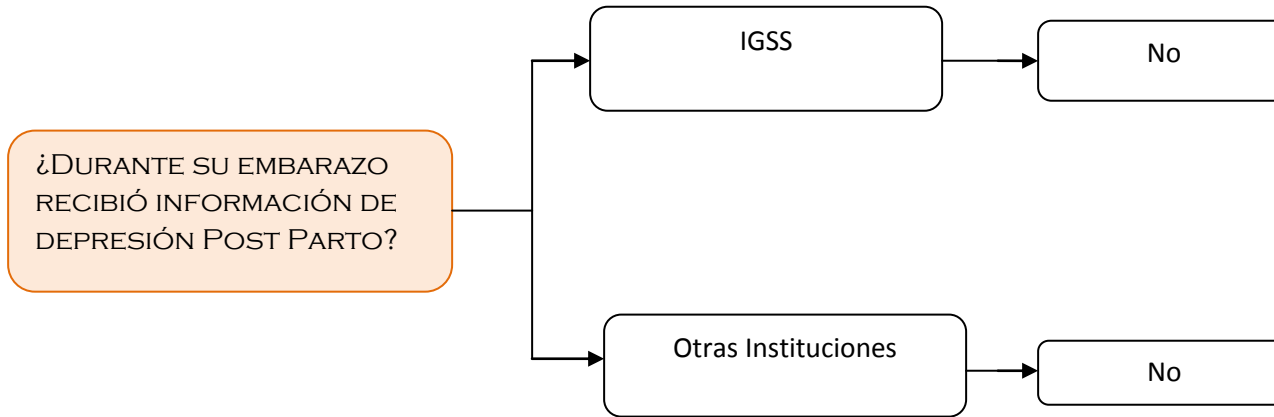 IGSS
No
¿DURANTE SU EMBARAZO
RECIBIÓ INFORMACIÓN DE
DEPRESIÓN POST PARTO?
Otras Instituciones
No